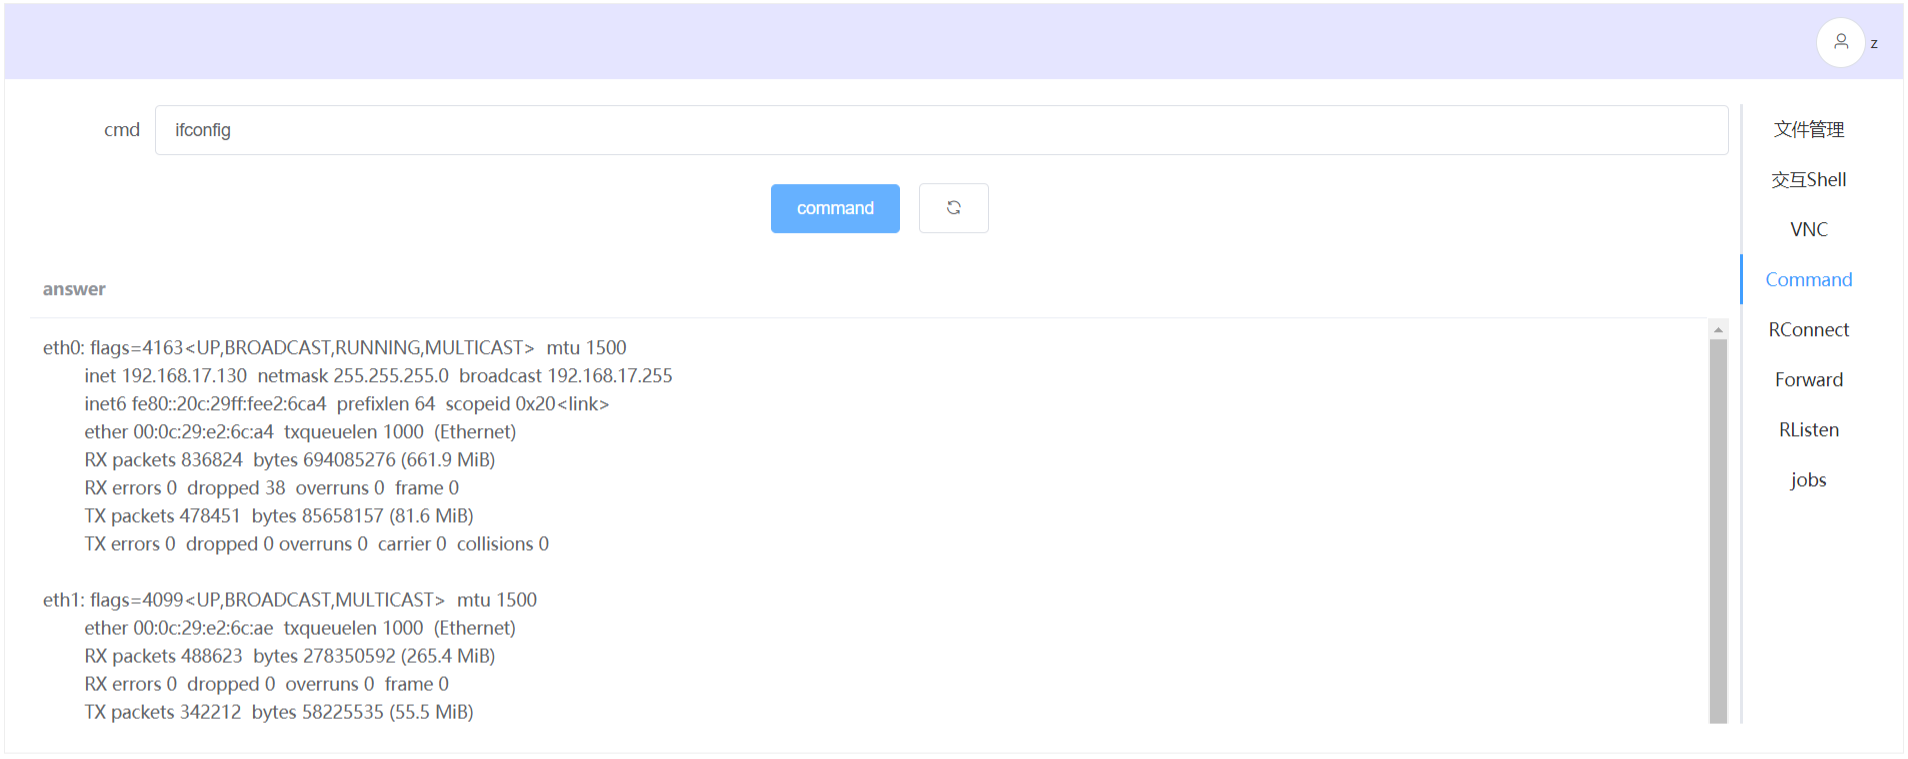 z
cmd
ifconfig
command
answer
eth0: flags=4163<UP,BROADCAST,RUNNING,MULTICAST>  mtu 1500
inet 192.168.17.130  netmask 255.255.255.0  broadcast 192.168.17.255
inet6 fe80::20c:29ff:fee2:6ca4  prefixlen 64  scopeid 0x20<link>
ether 00:0c:29:e2:6c:a4  txqueuelen 1000  (Ethernet)
RX packets 836824  bytes 694085276 (661.9 MiB)
RX errors 0  dropped 38  overruns 0  frame 0
TX packets 478451  bytes 85658157 (81.6 MiB)
TX errors 0  dropped 0 overruns 0  carrier 0  collisions 0
eth1: flags=4099<UP,BROADCAST,MULTICAST>  mtu 1500
ether 00:0c:29:e2:6c:ae  txqueuelen 1000  (Ethernet)
RX packets 488623  bytes 278350592 (265.4 MiB)
RX errors 0  dropped 0  overruns 0  frame 0
TX packets 342212  bytes 58225535 (55.5 MiB)
文件管理
交互Shell
VNC
Command
RConnect
Forward
RListen
jobs